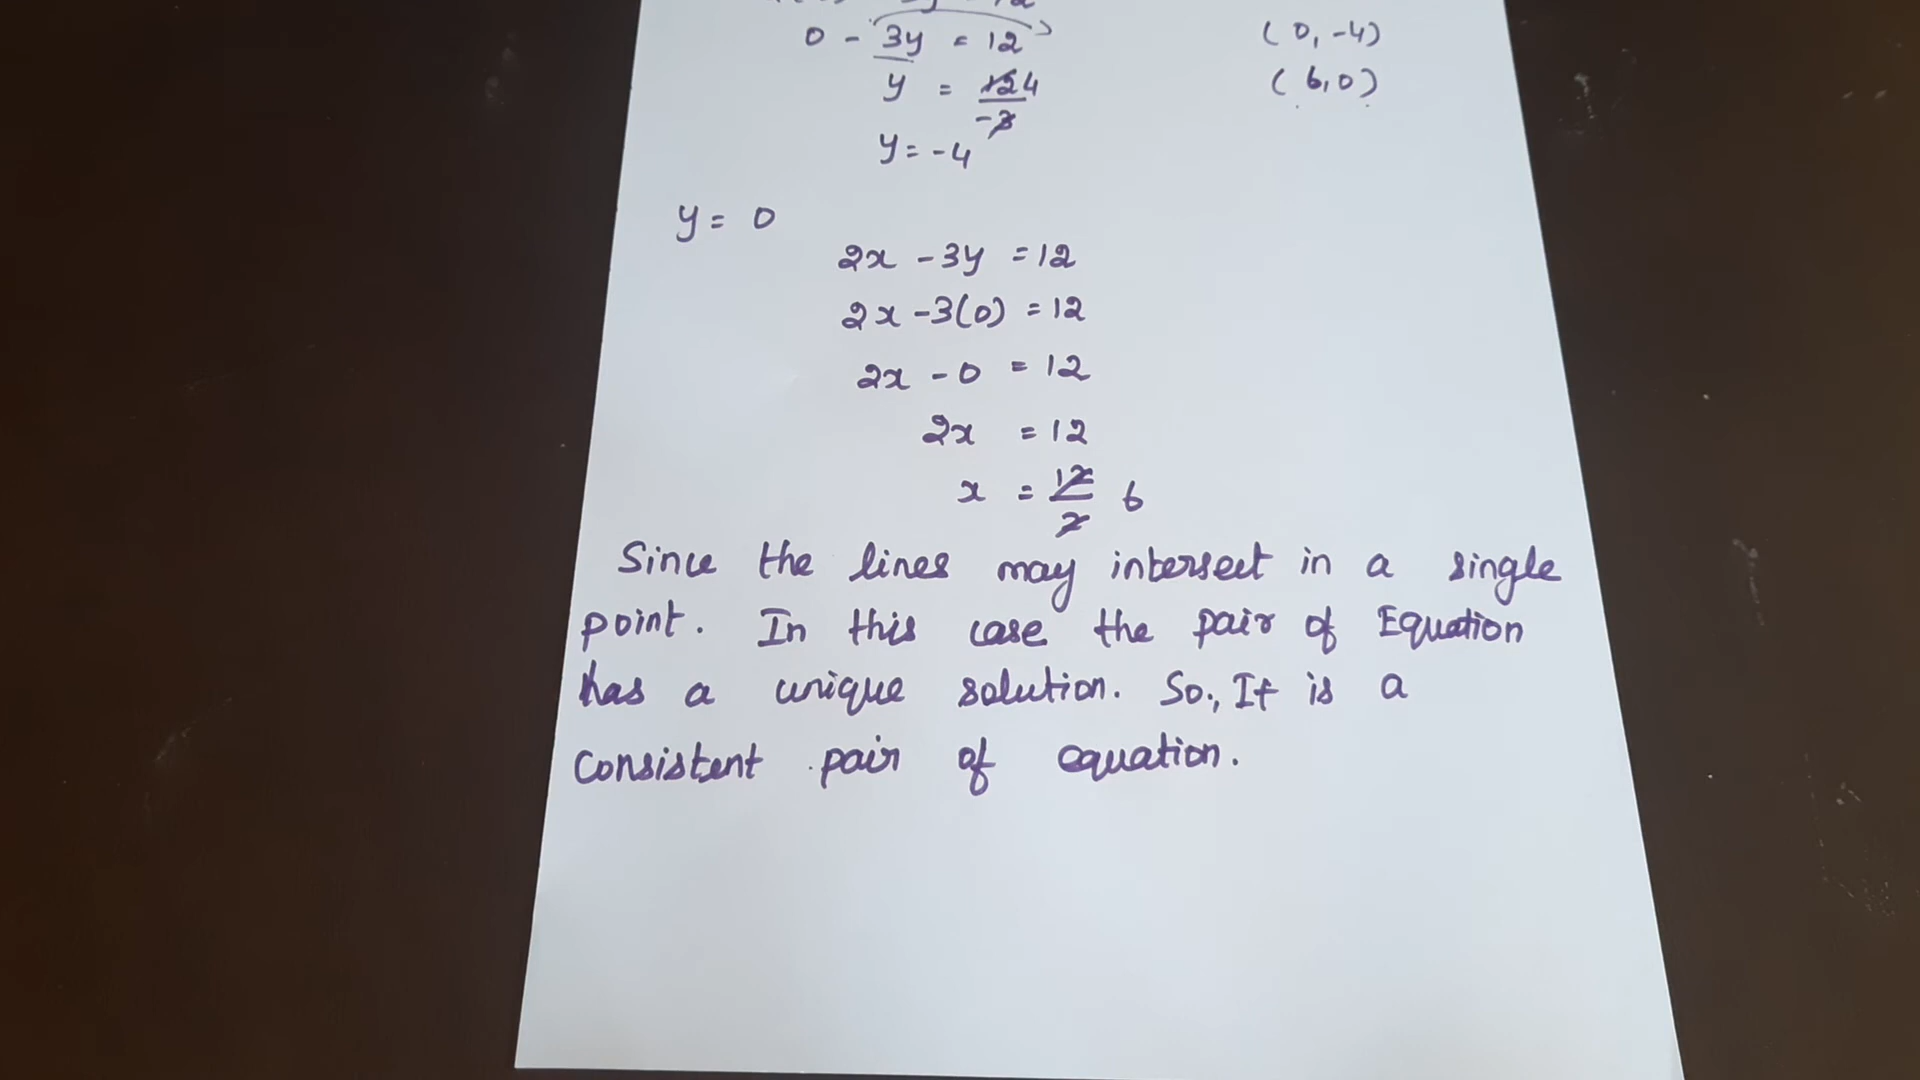 0 - 3y = 12
(0, -4)
y = 12 4
-3
(6,0)
y = -4
y = 0
2x - 3y = 12
2x - 3(0) = 12
2x - 0 = 12
2x = 12
x = 12 6
2
Since the lines may intersect in a single
point. In this case the pair of Equation
has a unique solution. So, It is a
Consistent pair of equation.